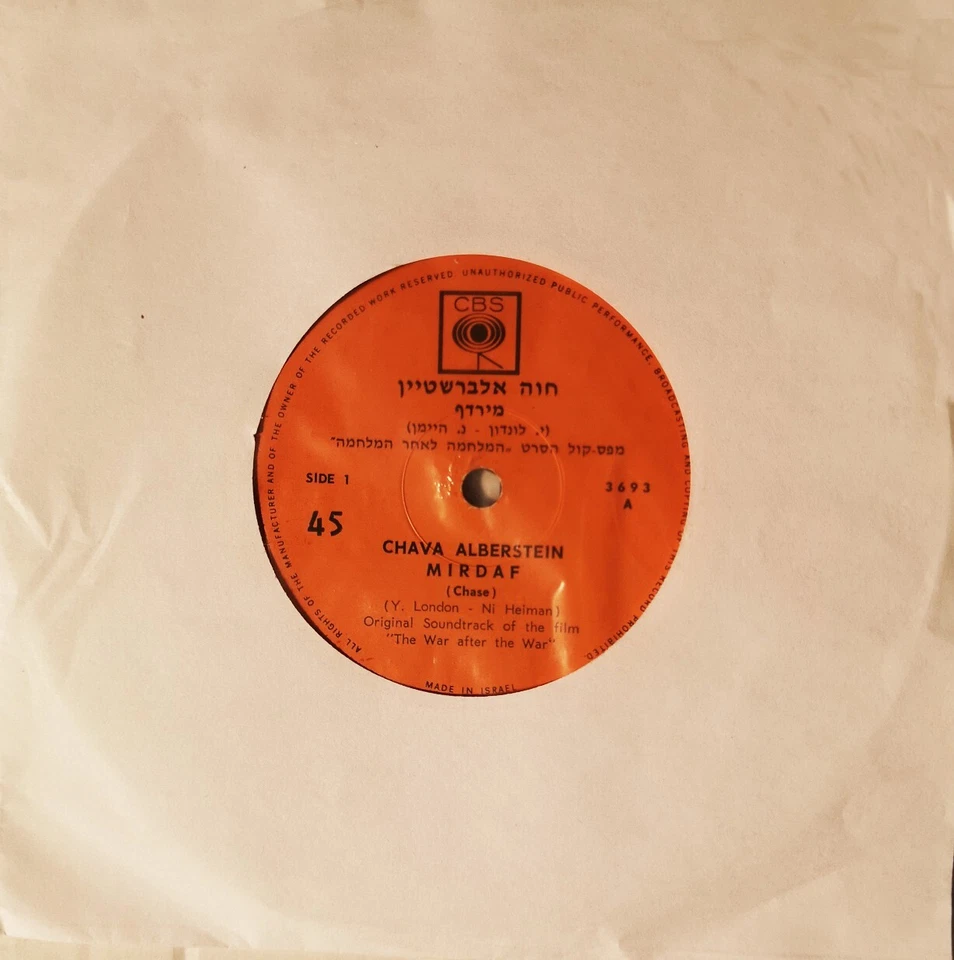 ALL RIGHTS OF THE MANUFACTURER AND OF THE OWNER OF THE RECORDED WORK RESERVED UNAUTHORIZED PUBLIC PERFORMANCE, BROADCASTING AND COPYING OF THIS RECORD PROHIBITED.
CBS
חוה אלברשטיין
מירדף
(י. לונדון - נ. היימן)
מפס-קול הסרט "המלחמה לאחר המלחמה"
SIDE 1
3693
A
45
CHAVA ALBERSTEIN
MIRDAF
(Chase)
(Y. London - Ni Heiman)
Original Soundtrack of the film
"The War after the War"
MADE IN ISRAEL